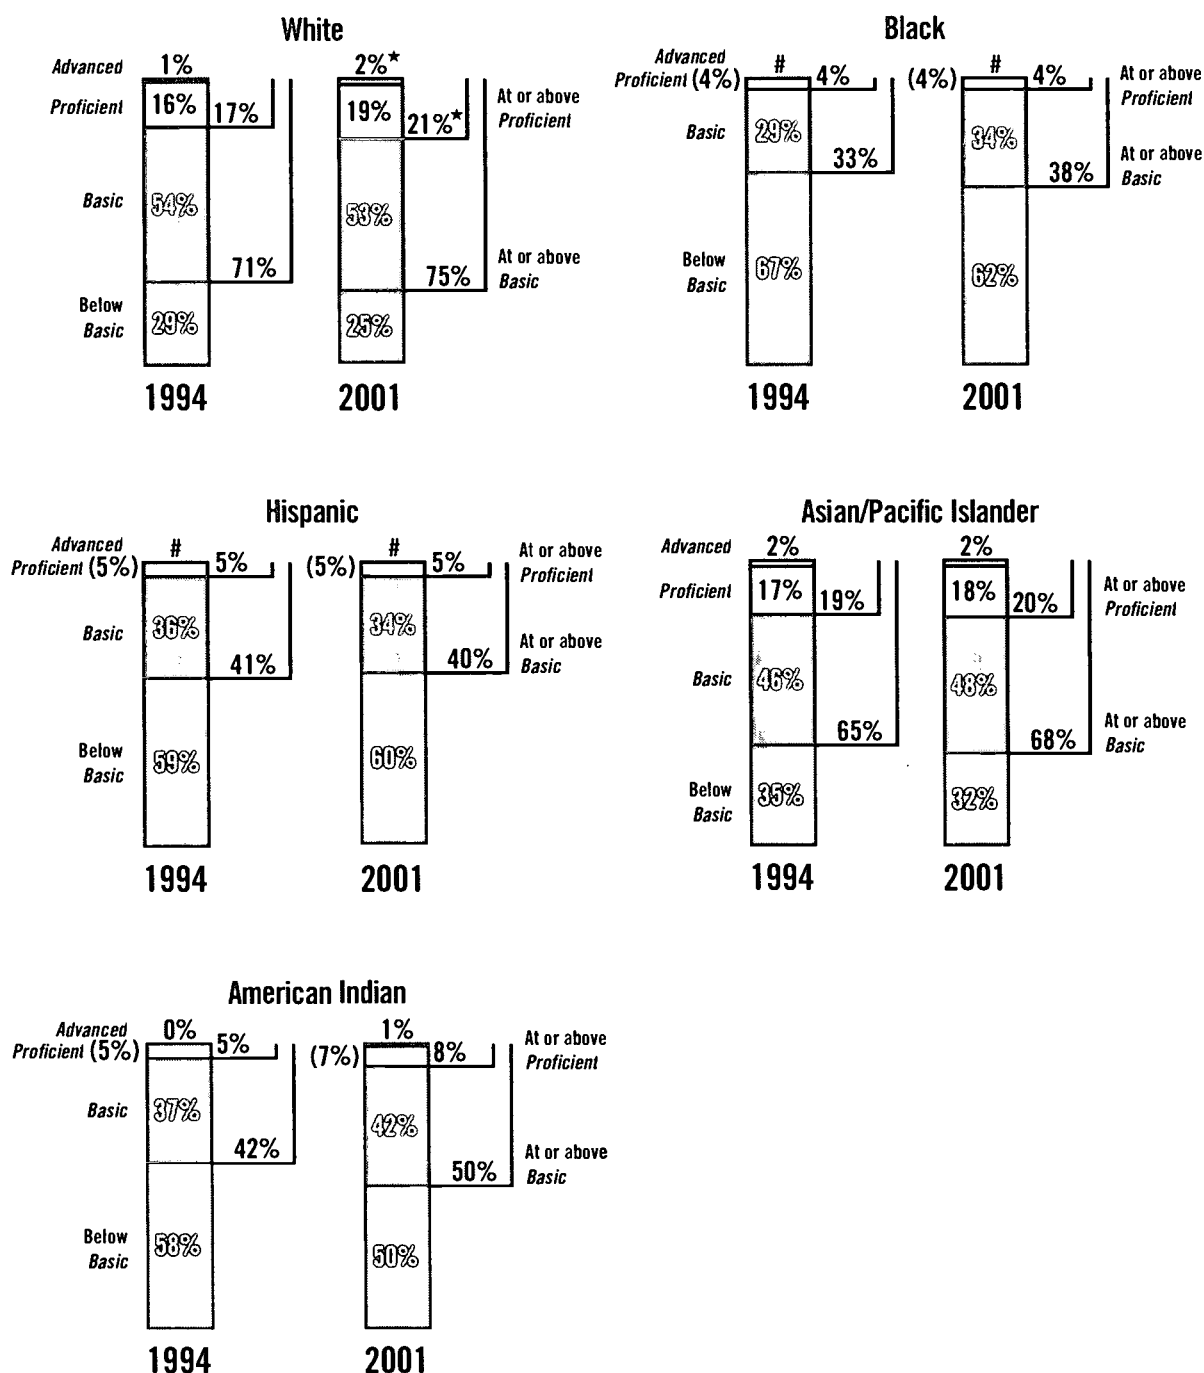 White
Advanced 1% 2%★
Proficient 16% 17% 19% 21%★ At or above
Proficient
Basic 54% 53%
71% 75% At or above
Basic
Below
Basic 29% 25%
1994 2001
Black
Advanced # #
Proficient (4%) 4% (4%) 4% At or above
Proficient
Basic 29% 34%
33% 38% At or above
Basic
Below
Basic 67% 62%
1994 2001
Hispanic
Advanced # #
Proficient (5%) 5% (5%) 5% At or above
Proficient
Basic 36% 34%
41% 40% At or above
Basic
Below
Basic 59% 60%
1994 2001
Asian/Pacific Islander
Advanced 2% 2%
Proficient 17% 19% 18% 20% At or above
Proficient
Basic 46% 48%
65% 68% At or above
Basic
Below
Basic 35% 32%
1994 2001
American Indian
Advanced 0% 1%
Proficient (5%) 5% (7%) 8% At or above
Proficient
Basic 37% 42%
42% 50% At or above
Basic
Below
Basic 58% 50%
1994 2001